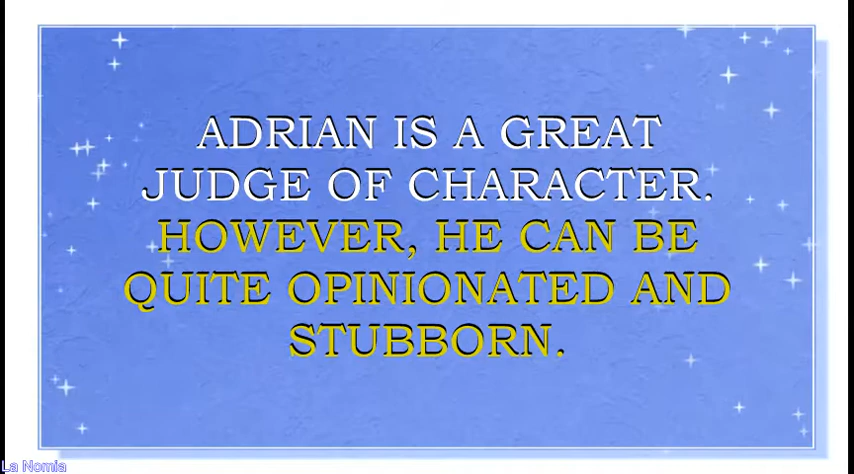 ADRIAN IS A GREAT
JUDGE OF CHARACTER.
HOWEVER, HE CAN BE
QUITE OPINIONATED AND
STUBBORN.
La Nomia